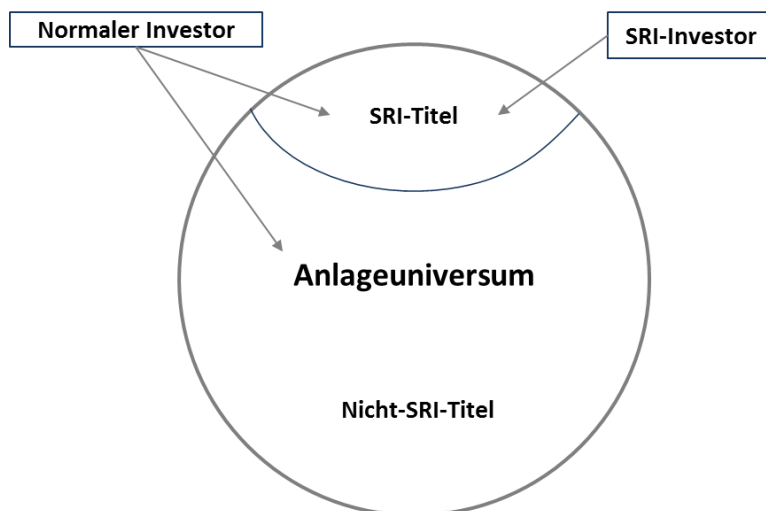 Normaler Investor
SRI-Investor
SRI-Titel
Anlageuniversum
Nicht-SRI-Titel